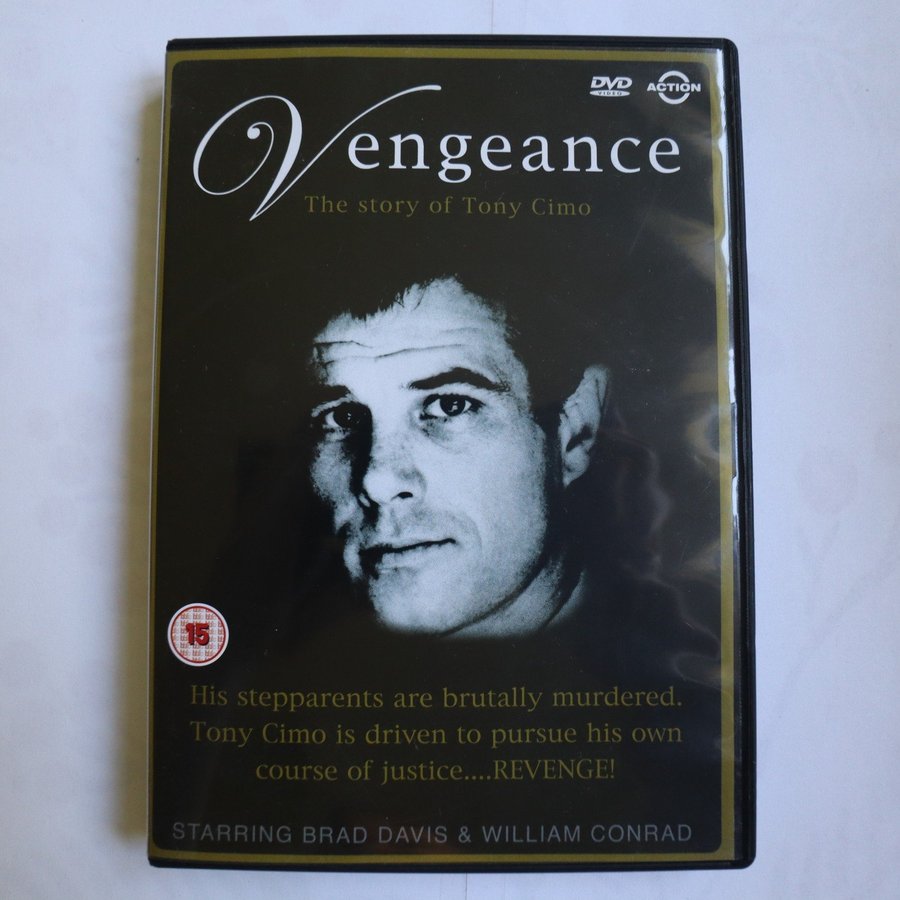 DVD
VIDEO
ACTION
Vengeance
The story of Tony Cimo
15
His stepparents are brutally murdered.
Tony Cimo is driven to pursue his own
course of justice....REVENGE!
STARRING BRAD DAVIS & WILLIAM CONRAD